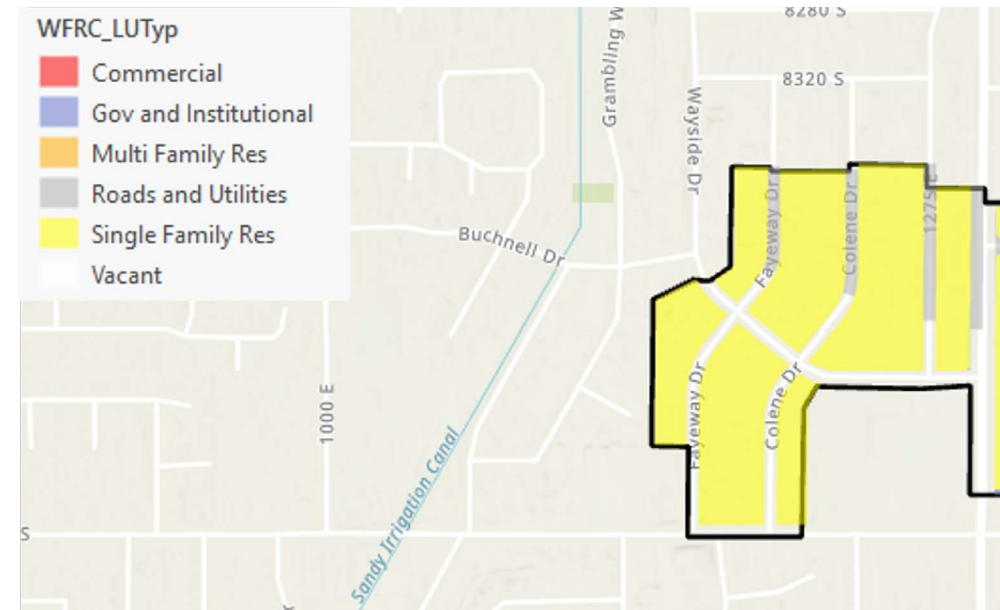 WFRC_LUTyp
Commercial
Gov and Institutional
Multi Family Res
Roads and Utilities
Single Family Res
Vacant
8280 S
Grambling W
8320 S
Wayside Dr
Fayeway Dr
Colene Dr
1275 E
Buchnell Dr
Fayeway Dr
Colene Dr
1000 E
Sandy Irrigation Canal
S